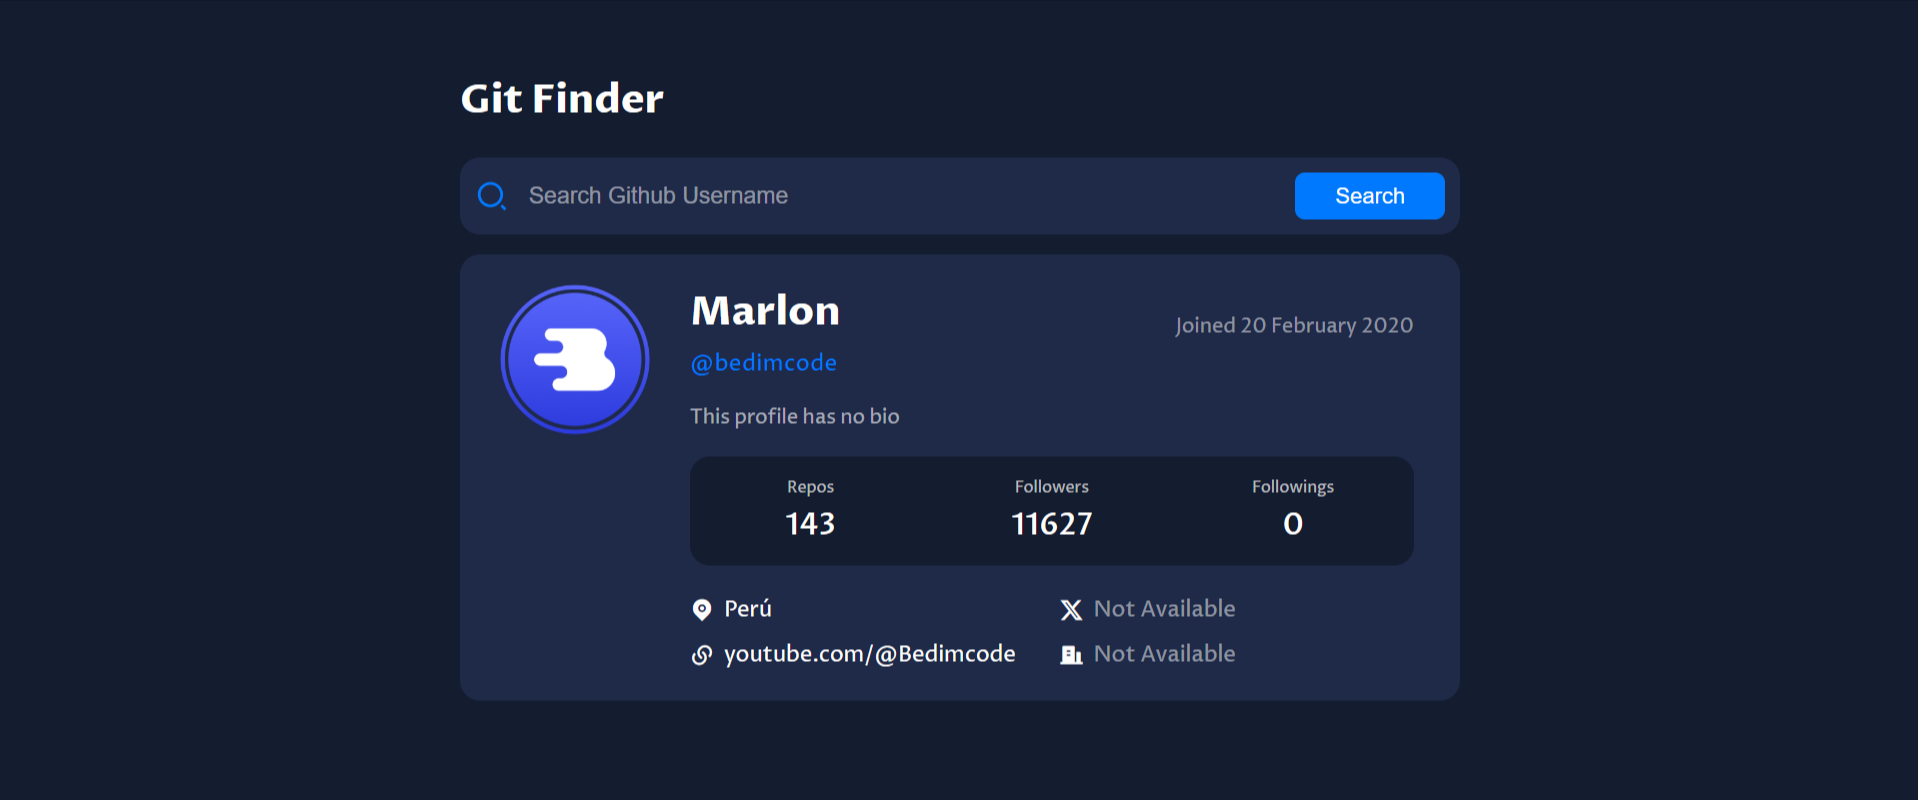 Git Finder
Search Github Username
Search
Marlon
Joined 20 February 2020
@bedimcode
This profile has no bio
Repos
Followers
Followings
143
11627
0
Perú
Not Available
youtube.com/@Bedimcode
Not Available